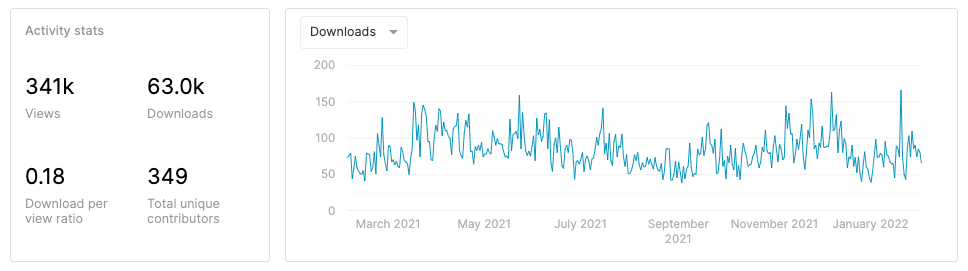 Activity stats
341k
63.0k
Views
Downloads
0.18
349
Download per
view ratio
Total unique
contributors
Downloads
200
150
100
50
0
March 2021
May 2021
July 2021
September
2021
November 2021
January 2022